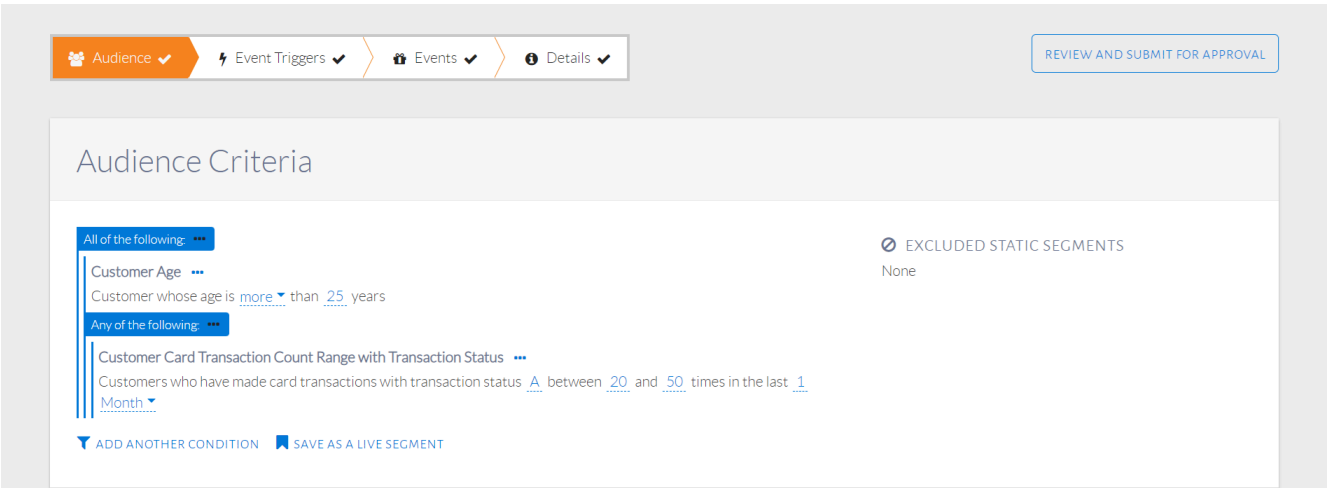 Audience
Event Triggers
Events
Details
REVIEW AND SUBMIT FOR APPROVAL
Audience Criteria
All of the following: •••
Customer Age •••
Customer whose age is more than 25 years
Any of the following: •••
Customer Card Transaction Count Range with Transaction Status •••
Customers who have made card transactions with transaction status A between 20 and 50 times in the last 1
Month
ADD ANOTHER CONDITION
SAVE AS A LIVE SEGMENT
EXCLUDED STATIC SEGMENTS
None